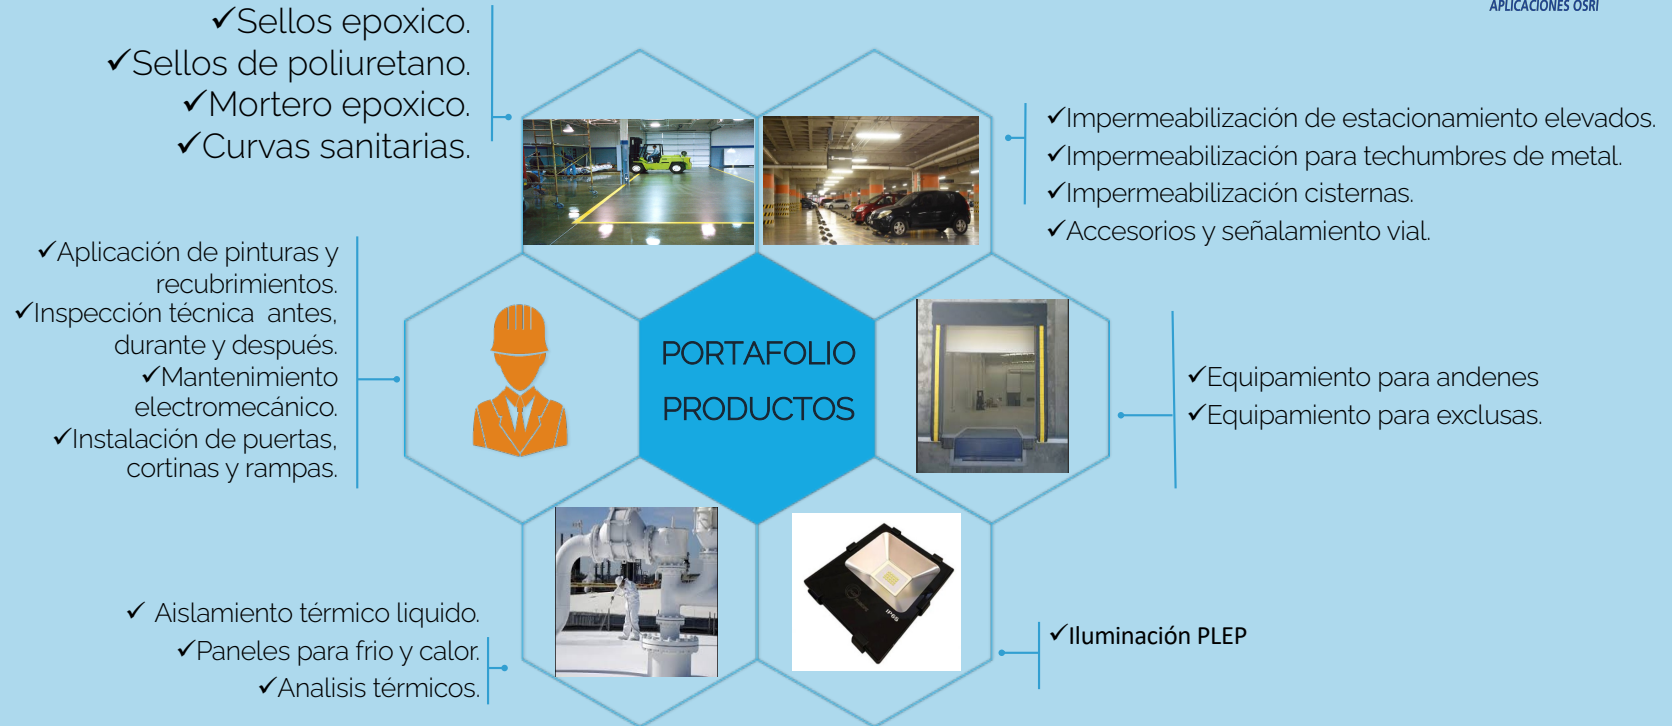 APLICACIONES OSRI
✓Sellos epoxico.
✓Sellos de poliuretano.
✓Mortero epoxico.
✓Curvas sanitarias.
✓Impermeabilización de estacionamiento elevados.
✓Impermeabilización para techumbres de metal.
✓Impermeabilización cisternas.
✓Accesorios y señalamiento vial.
✓Aplicación de pinturas y
recubrimientos.
✓Inspección técnica antes,
durante y después.
✓Mantenimiento
electromecánico.
✓Instalación de puertas,
cortinas y rampas.
PORTAFOLIO
PRODUCTOS
✓Equipamiento para andenes
✓Equipamiento para exclusas.
✓ Aislamiento térmico liquido.
✓Paneles para frio y calor.
✓Analisis térmicos.
IP65
✓Iluminación PLEP